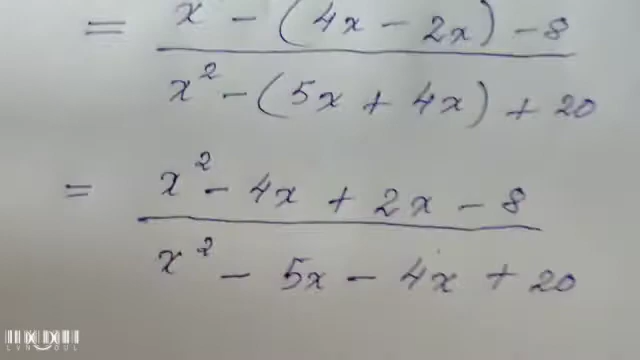 = x - (4x - 2x) - 8
x² - (5x + 4x) + 20
= x² - 4x + 2x - 8
x² - 5x - 4x + 20